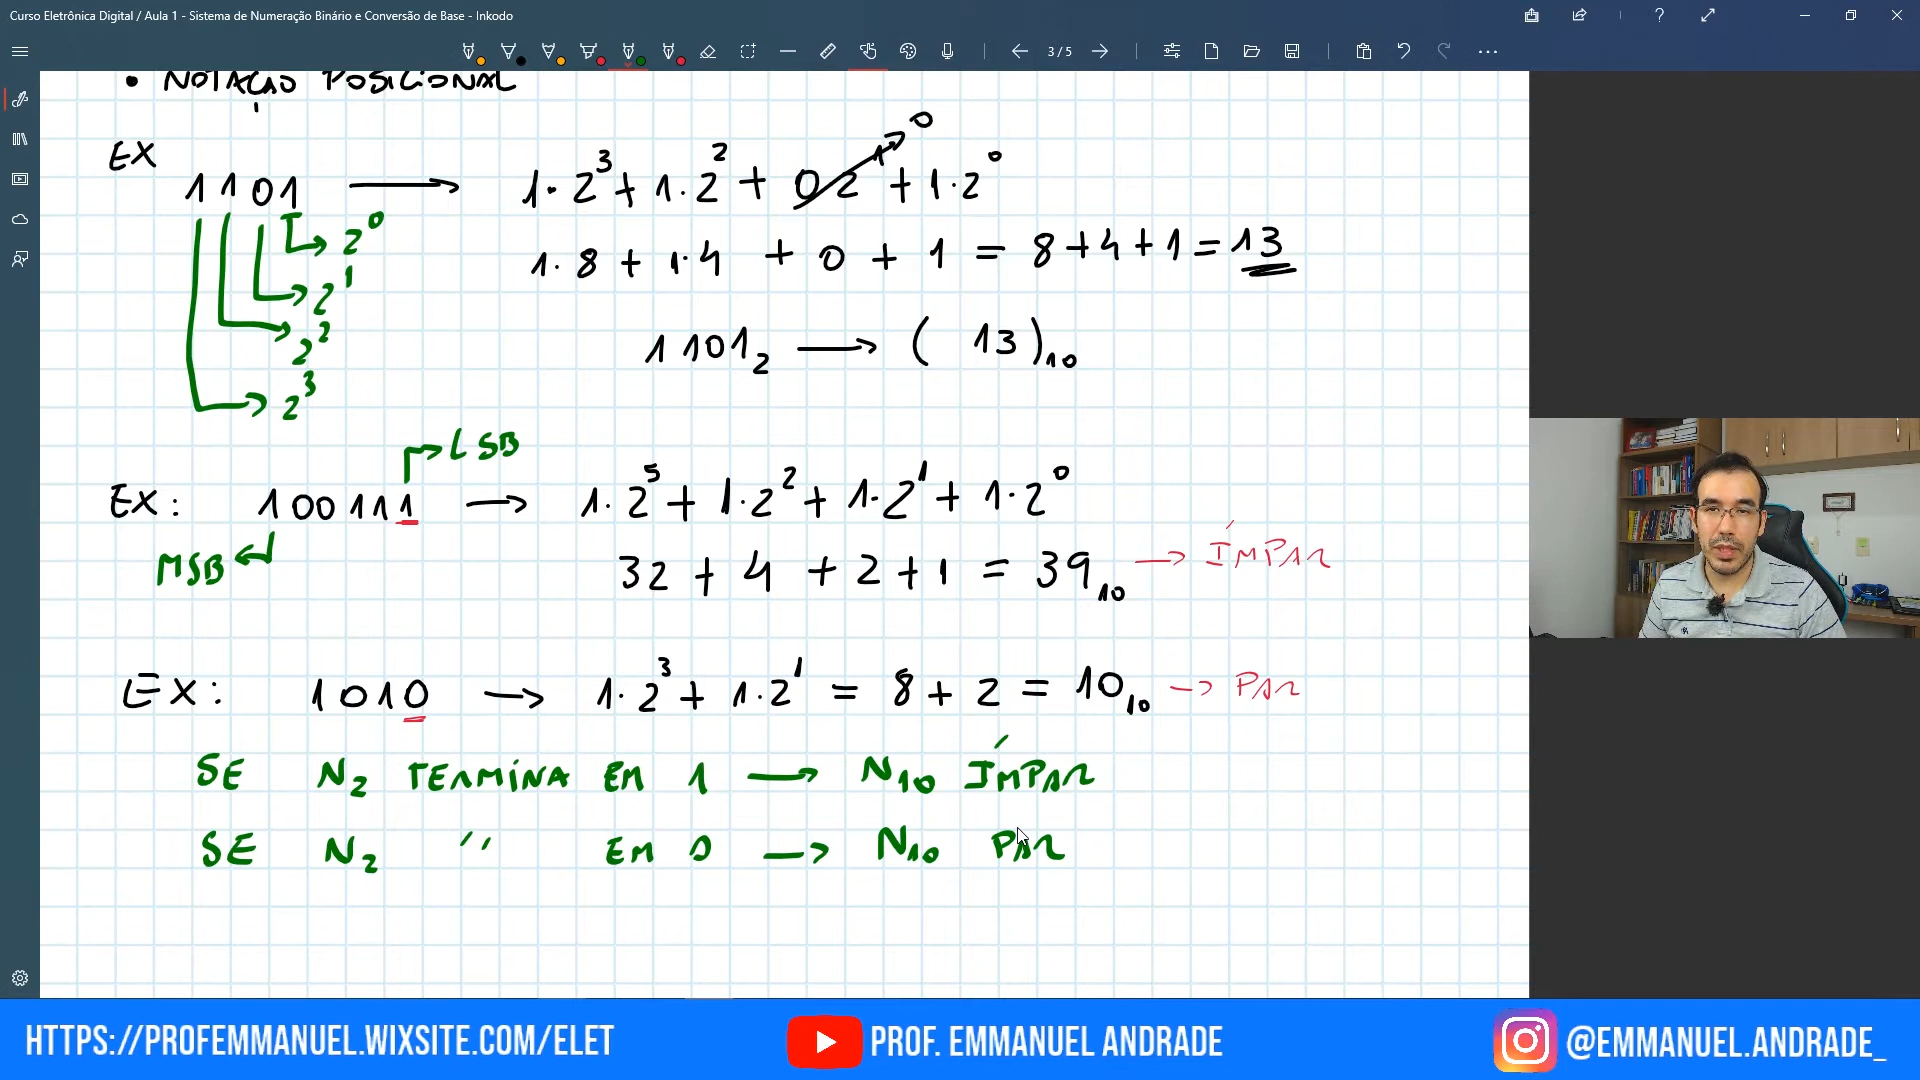 Curso Eletrônica Digital / Aula 1 - Sistema de Numeração Binário e Conversão de Base - Inkodo
3 / 5
• NOTAÇÃO POSICIONAL
EX
1101 → 1·2³ + 1·2² + 0 2¹ + 1·2⁰
0
2⁰
2¹
2²
2³
1·8 + 1·4 + 0 + 1 = 8+4+1 = 13
1101₂ → ( 13)₁₀
LSB
EX: 100111 → 1·2⁵ + 1·2² + 1·2¹ + 1·2⁰
MSB
32 + 4 + 2 + 1 = 39₁₀ → ÍMPAR
EX: 1010 → 1·2³ + 1·2¹ = 8 + 2 = 10₁₀ → PAR
SE N₂ TERMINA EM 1 → N₁₀ ÍMPAR
SE N₂ " EM 0 → N₁₀ PAR
HTTPS://PROFEMMANUEL.WIXSITE.COM/ELET
PROF. EMMANUEL ANDRADE
@EMMANUEL.ANDRADE_